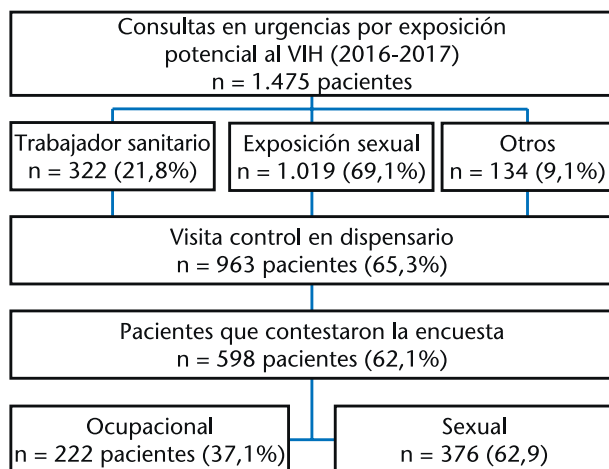 Consultas en urgencias por exposición
potencial al VIH (2016-2017)
n = 1.475 pacientes
Trabajador sanitario
n = 322 (21,8%)
Exposición sexual
n = 1.019 (69,1%)
Otros
n = 134 (9,1%)
Visita control en dispensario
n = 963 pacientes (65,3%)
Pacientes que contestaron la encuesta
n = 598 pacientes (62,1%)
Ocupacional
n = 222 pacientes (37,1%)
Sexual
n = 376 (62,9)